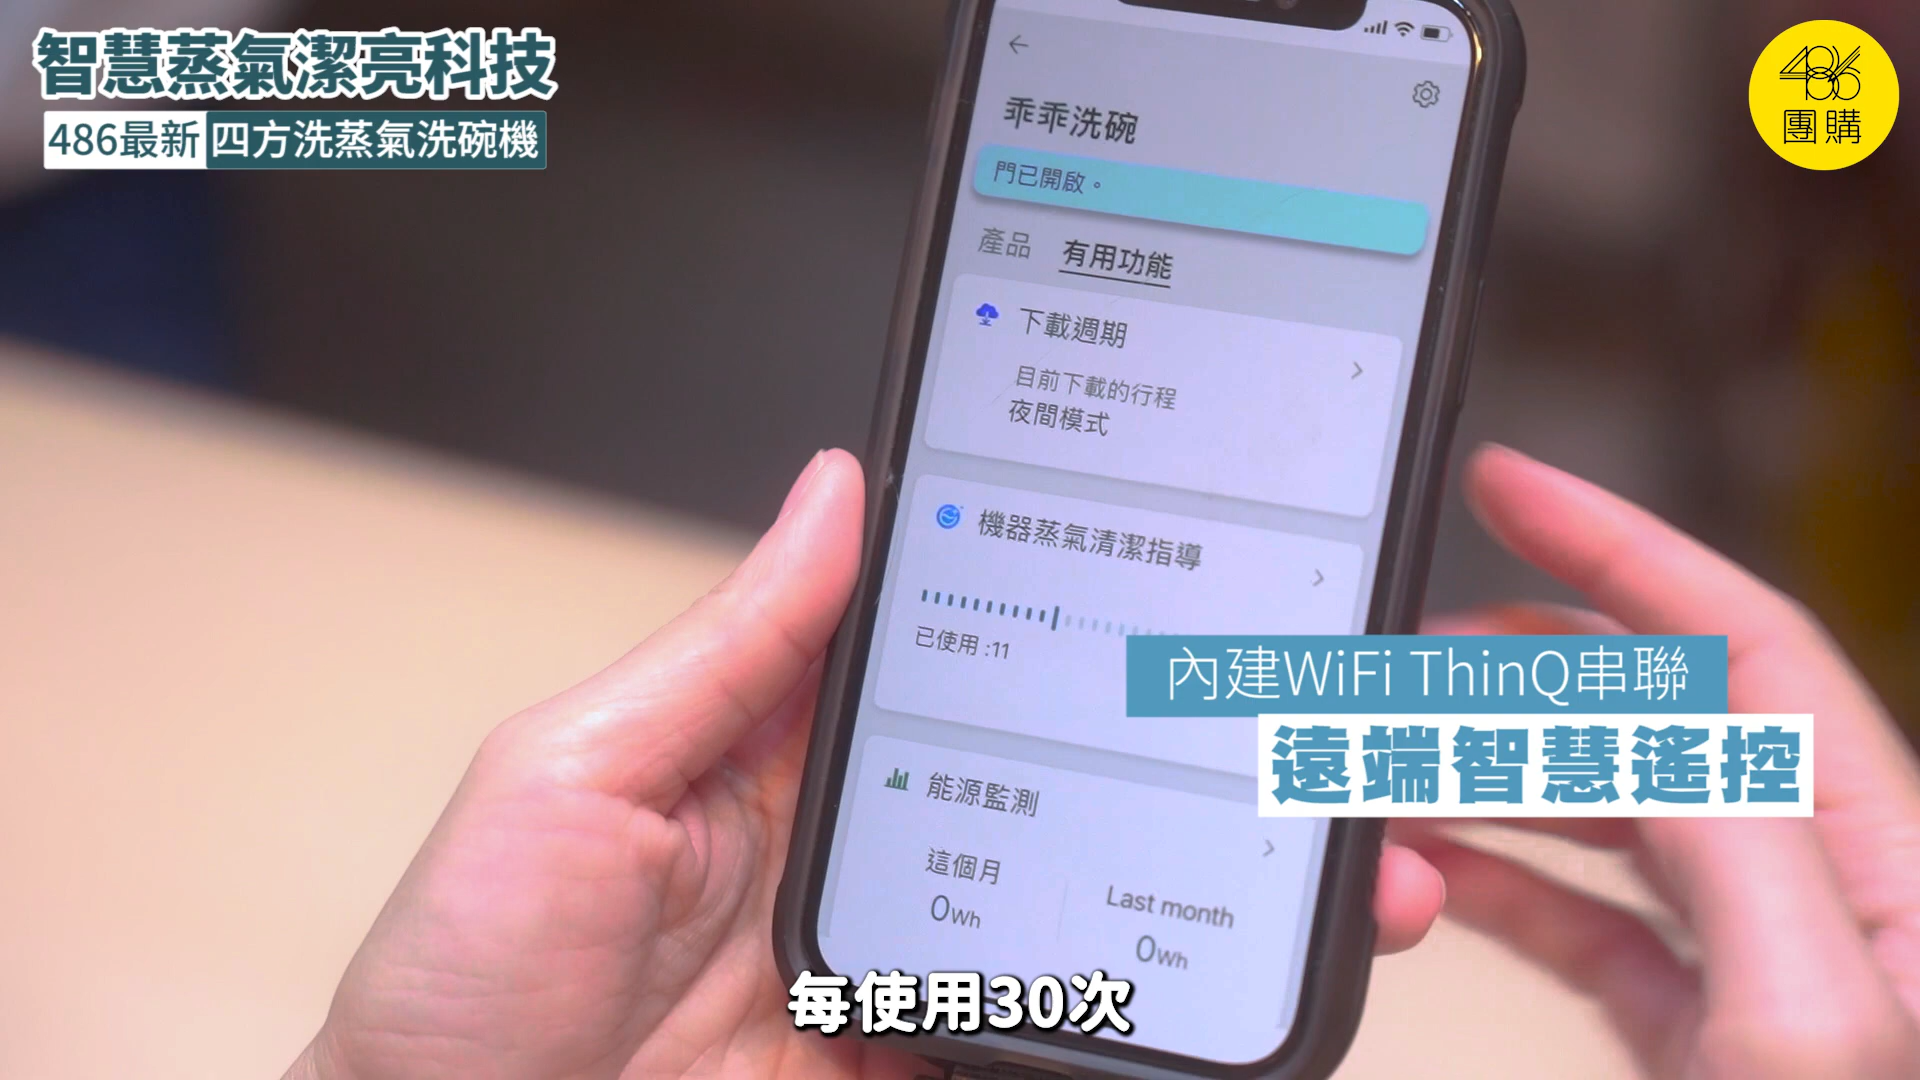 智慧蒸氣潔亮科技
486最新 四方洗蒸氣洗碗機
486
團購
乖乖洗碗
門已開啟。
產品 有用功能
下載週期
目前下載的行程
夜間模式
機器蒸氣清潔指導
已使用 :11
內建WiFi ThinQ串聯
遠端智慧遙控
能源監測
這個月 Last month
0Wh 0Wh
每使用30次